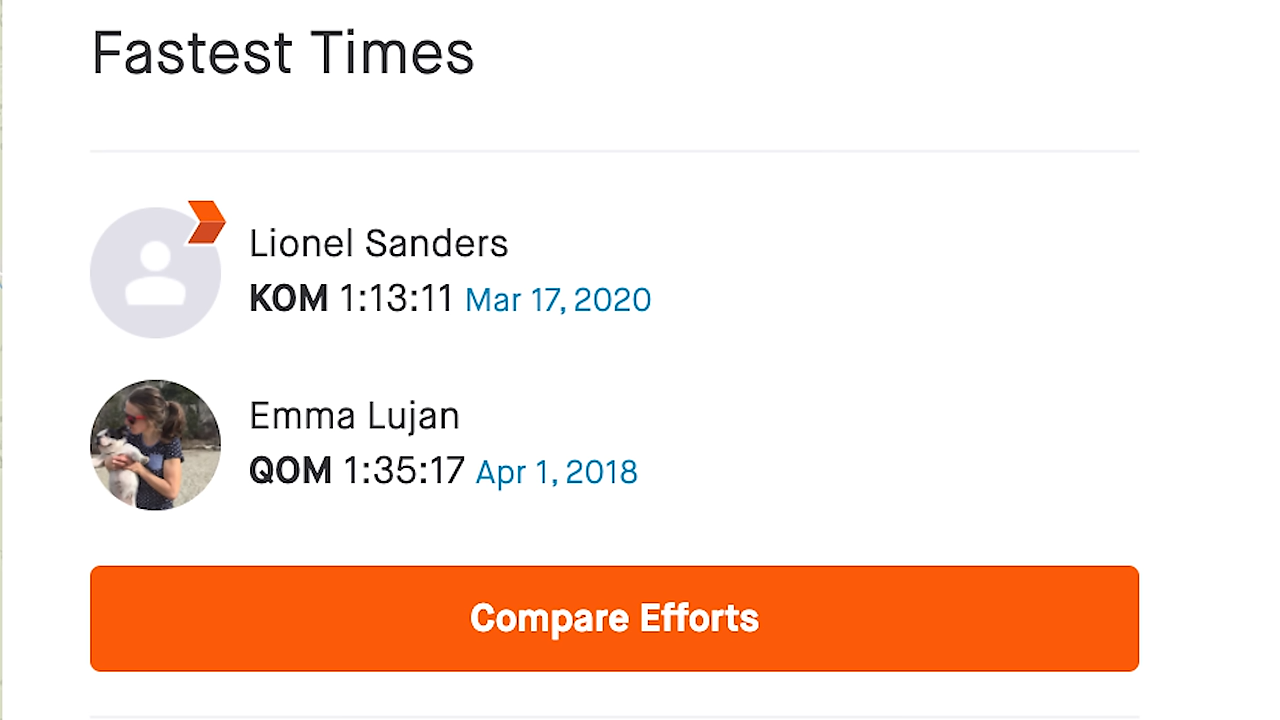 Fastest Times
Lionel Sanders
KOM 1:13:11 Mar 17, 2020
Emma Lujan
QOM 1:35:17 Apr 1, 2018
Compare Efforts